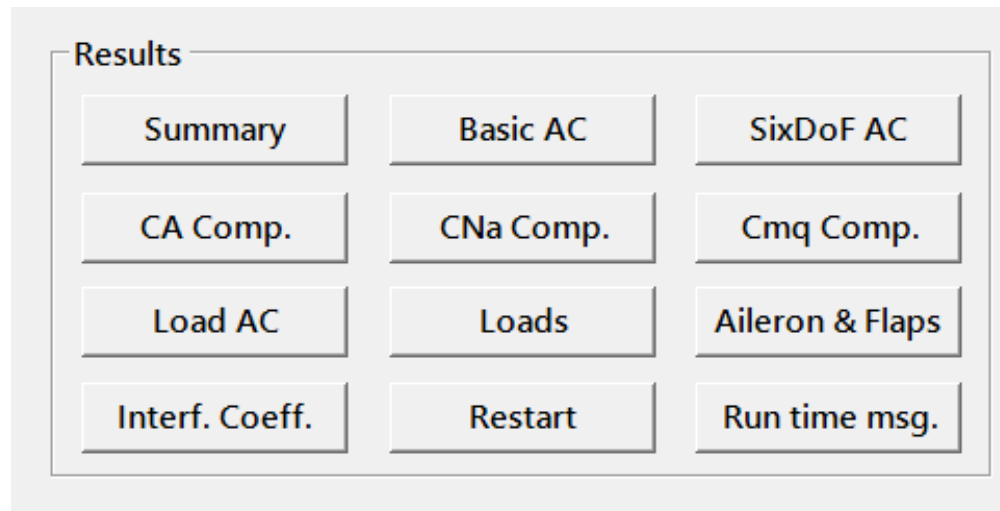 Results
Summary
Basic AC
SixDoF AC
CA Comp.
CNa Comp.
Cmq Comp.
Load AC
Loads
Aileron & Flaps
Interf. Coeff.
Restart
Run time msg.